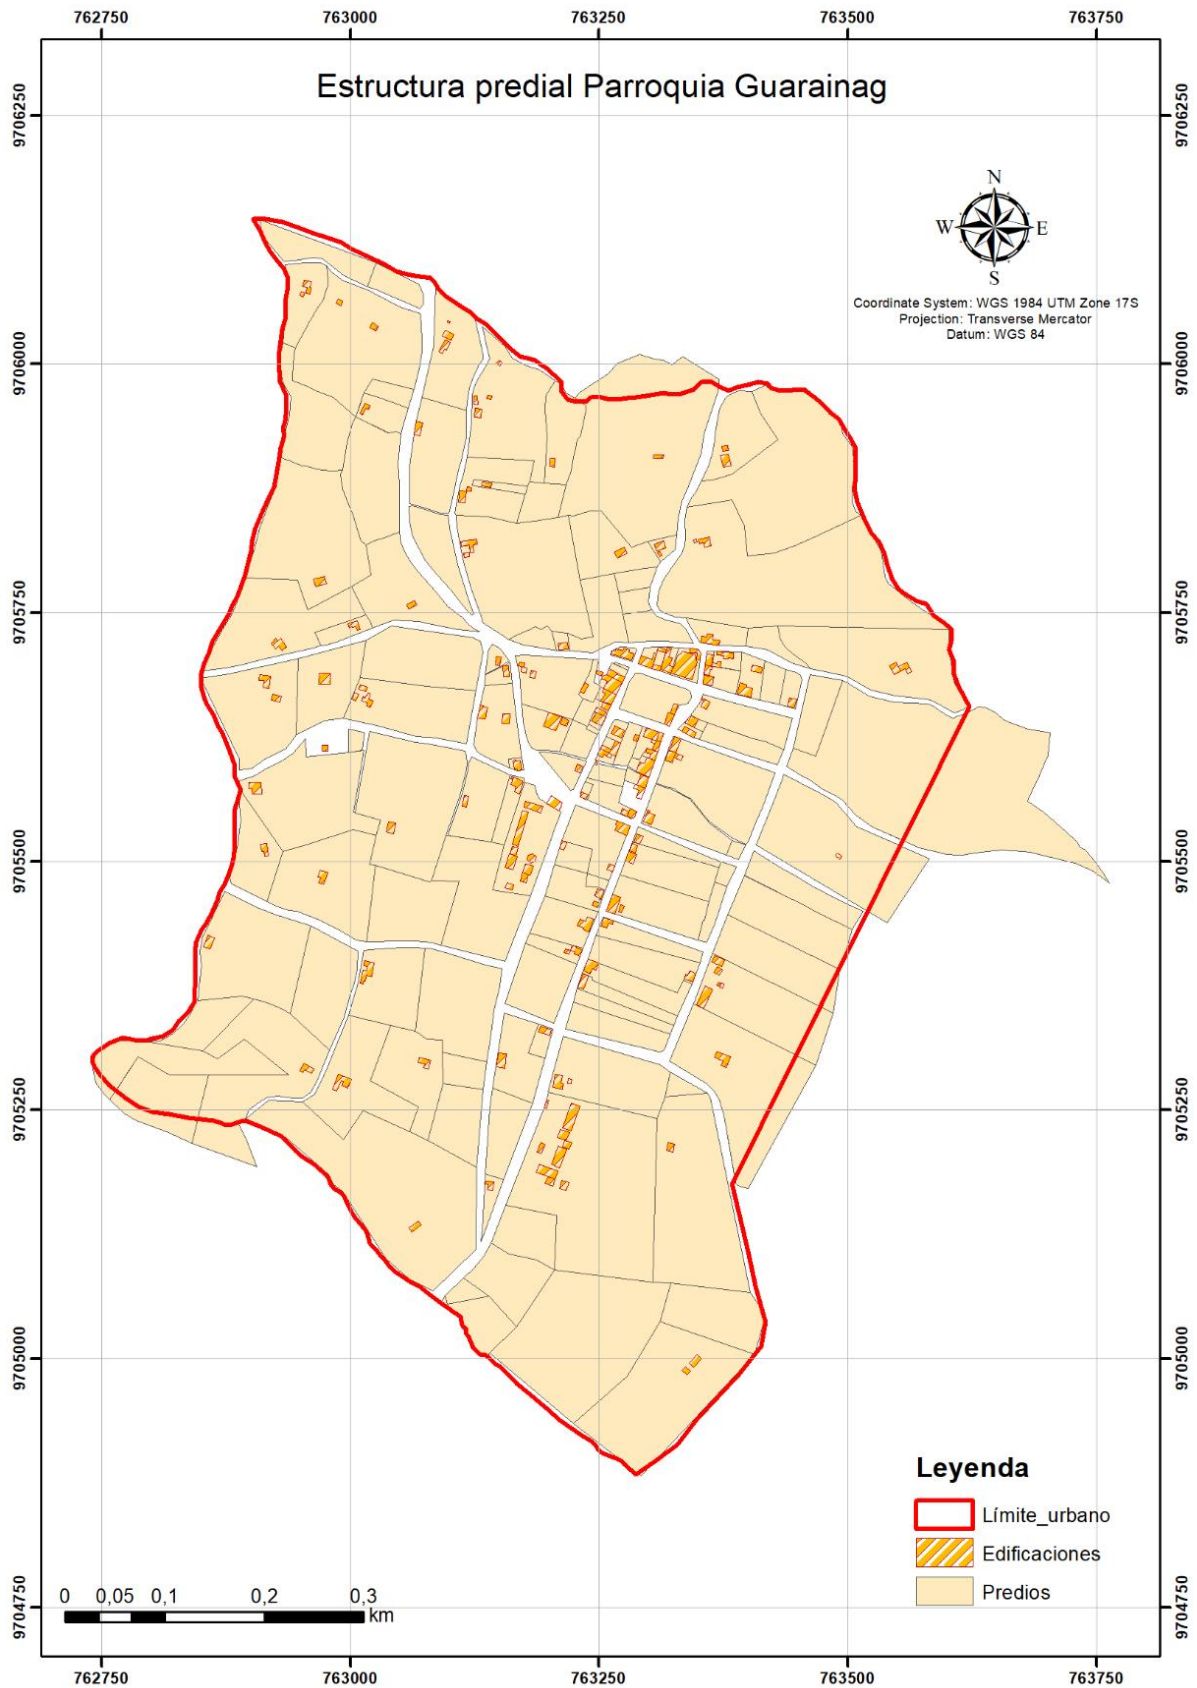 762750 763000 763250 763500 763750
Estructura predial Parroquia Guarainag
9706250 9706250
N
W E
S
Coordinate System: WGS 1984 UTM Zone 17S
Projection: Transverse Mercator
Datum: WGS 84
9706000 9706000
9705750 9705750
9705500 9705500
9705250 9705250
9705000 9705000
Leyenda
Límite_urbano
Edificaciones
Predios
0 0,05 0,1 0,2 0,3
km
9704750 9704750
762750 763000 763250 763500 763750